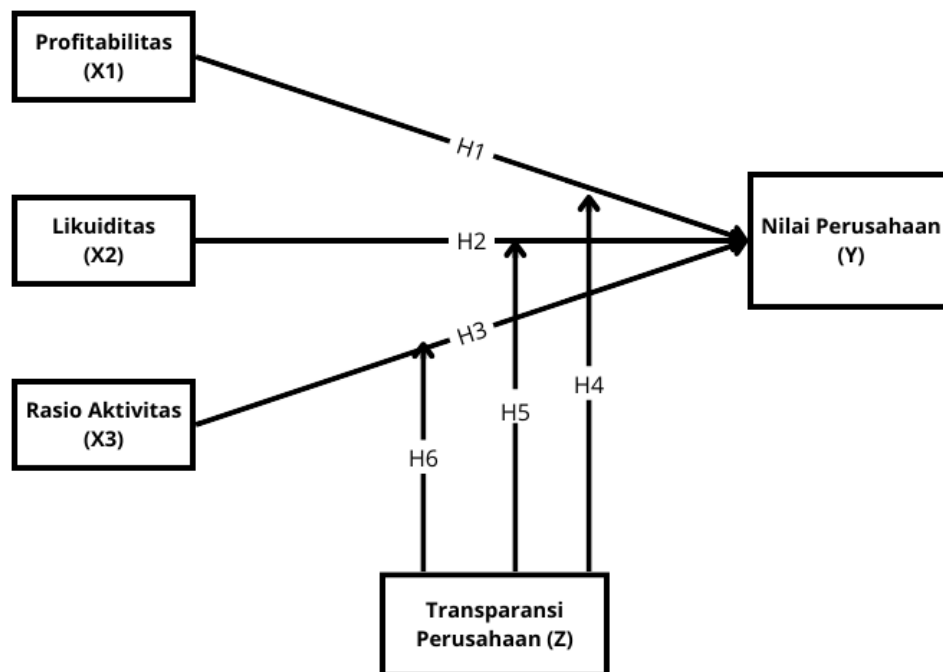 Profitabilitas
(X1)
H1
Likuiditas
(X2)
H2
Nilai Perusahaan
(Y)
H3
Rasio Aktivitas
(X3)
H4
H5
H6
Transparansi
Perusahaan (Z)